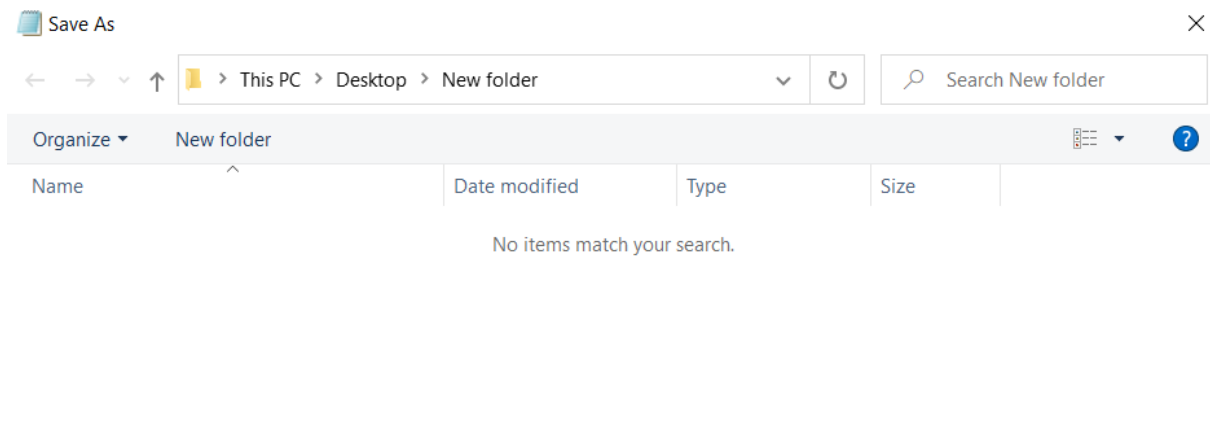 Save As
This PC > Desktop > New folder Search New folder
Organize New folder ?
Name Date modified Type Size
No items match your search.